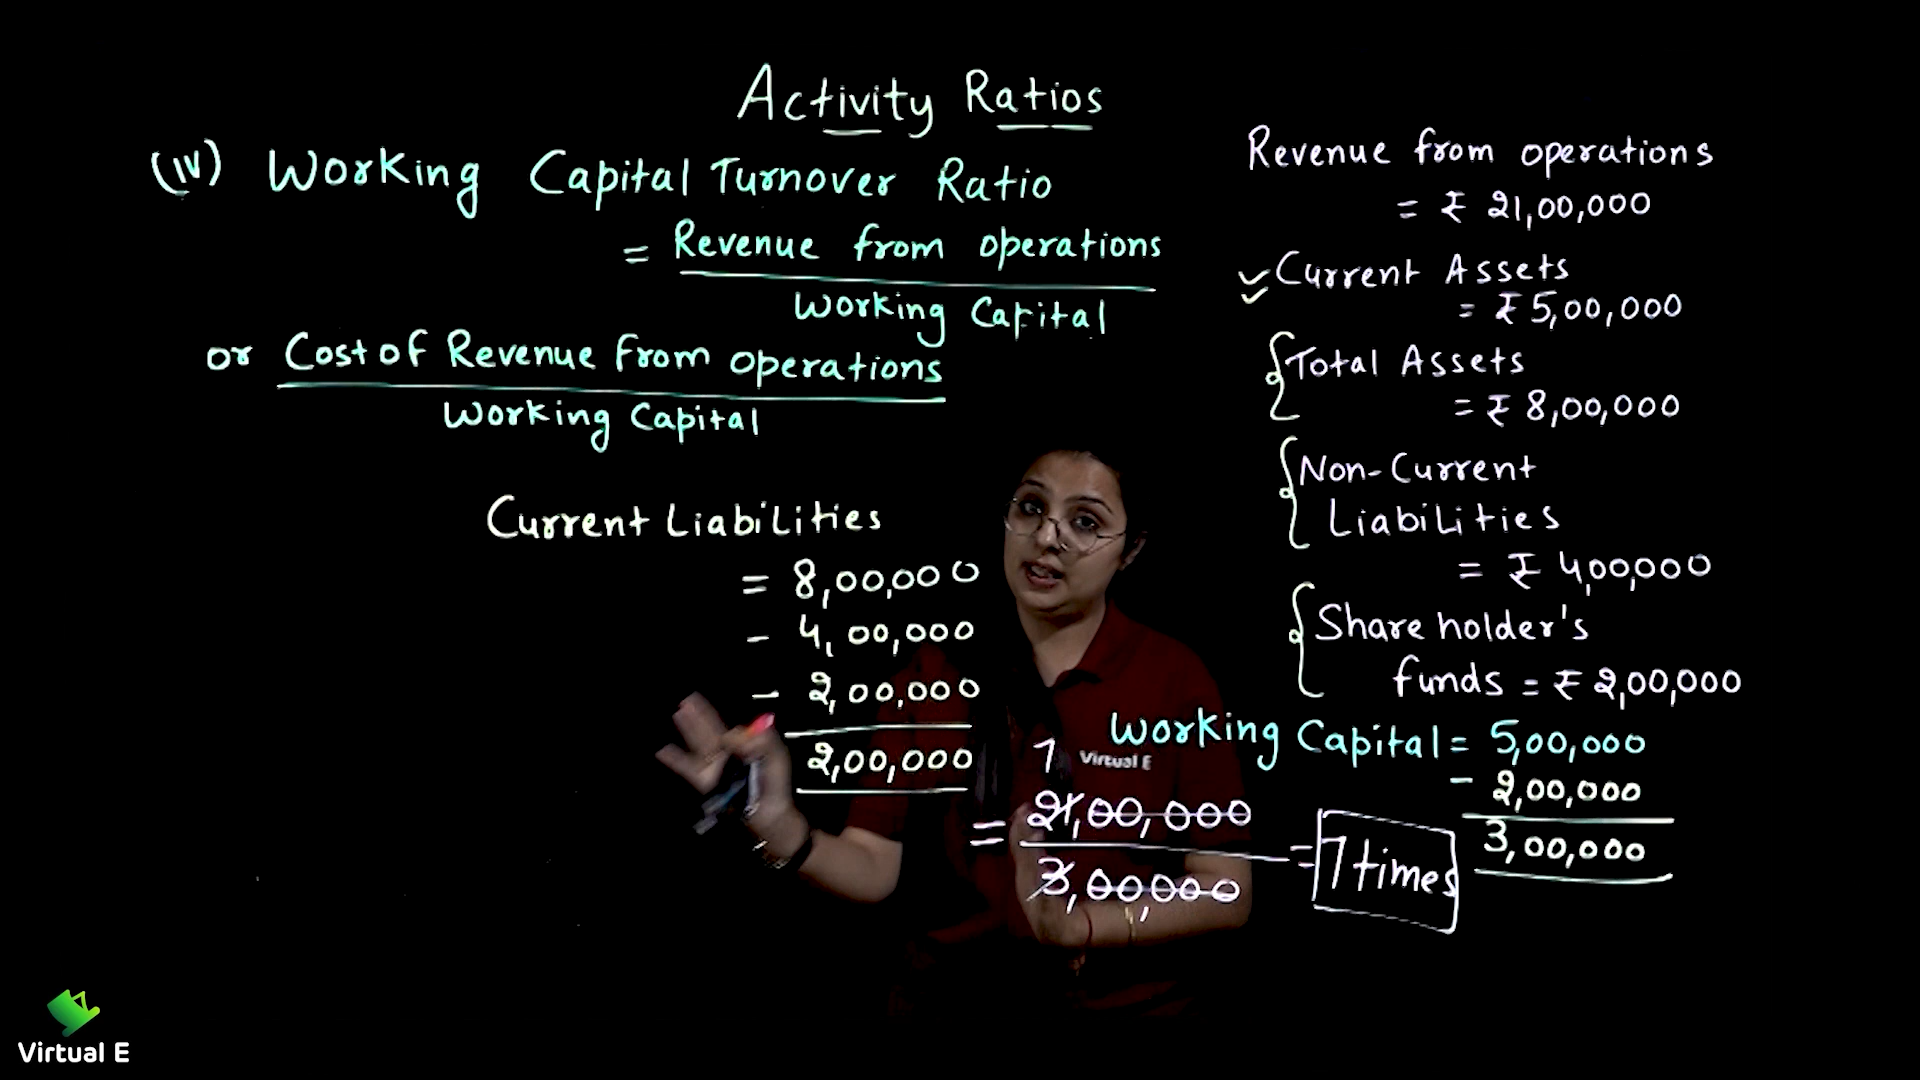 Activity Ratios
(iv) Working Capital Turnover Ratio
= Revenue from operations
Working Capital
or Cost of Revenue from operations
Working Capital
Current Liabilities
= 8,00,000
- 4,00,000
- 2,00,000
2,00,000
Revenue from operations
= ₹ 21,00,000
Current Assets
= ₹ 5,00,000
Total Assets
= ₹ 8,00,000
Non-Current
Liabilities
= ₹ 4,00,000
Shareholder's
funds = ₹ 2,00,000
Working Capital = 5,00,000
- 2,00,000
3,00,000
7
Virtual E
= 21,00,000
3,00,000
= 7 times
Virtual E